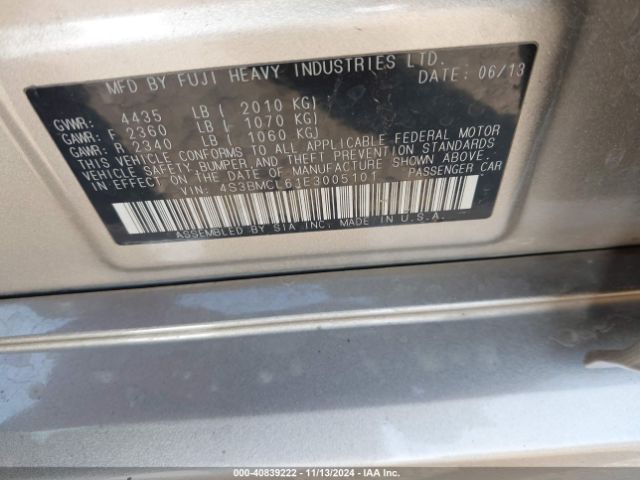 MFD BY FUJI HEAVY INDUSTRIES LTD. DATE: 06/13
GVWR: 4435 LB ( 2010 KG)
GAWR: F 2360 LB ( 1070 KG)
GAWR: R 2340 LB ( 1060 KG)
THIS VEHICLE CONFORMS TO ALL APPLICABLE FEDERAL MOTOR
VEHICLE SAFETY, BUMPER, AND THEFT PREVENTION STANDARDS
IN EFFECT ON THE DATE OF MANUFACTURE SHOWN ABOVE.
VIN: 4S3BMCL6JE3005101 PASSENGER CAR
ASSEMBLED BY SIA INC. MADE IN U.S.A.
000-40839222 - 11/13/2024 - IAA Inc.